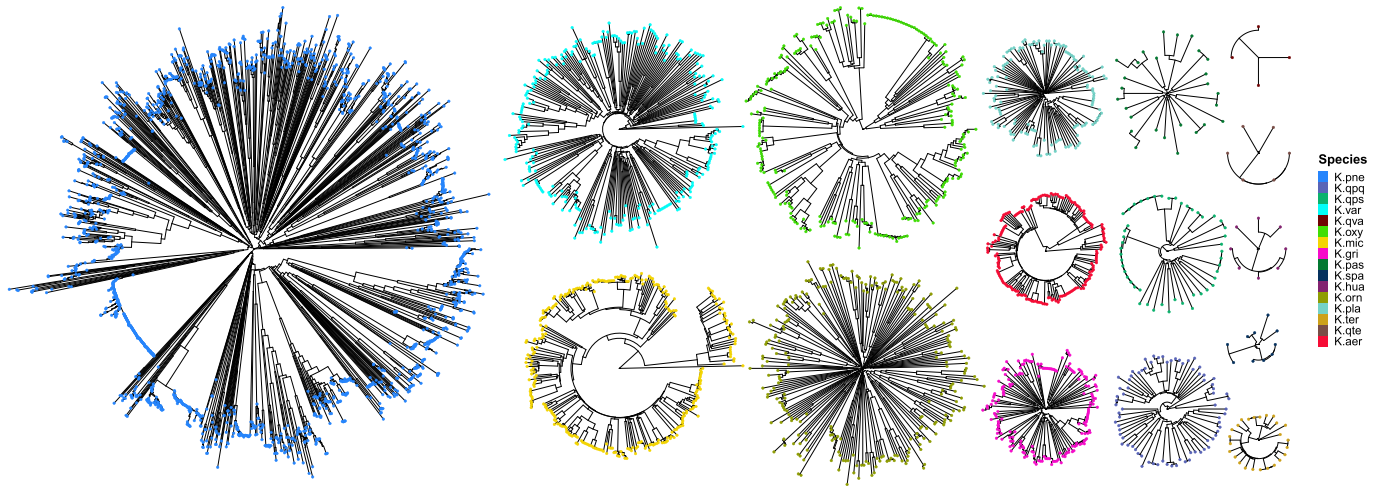 Species
K.pne
K.qpq
K.qps
K.var
K.qva
K.oxy
K.mic
K.gri
K.pas
K.spa
K.hua
K.orn
K.pla
K.ter
K.qte
K.aer